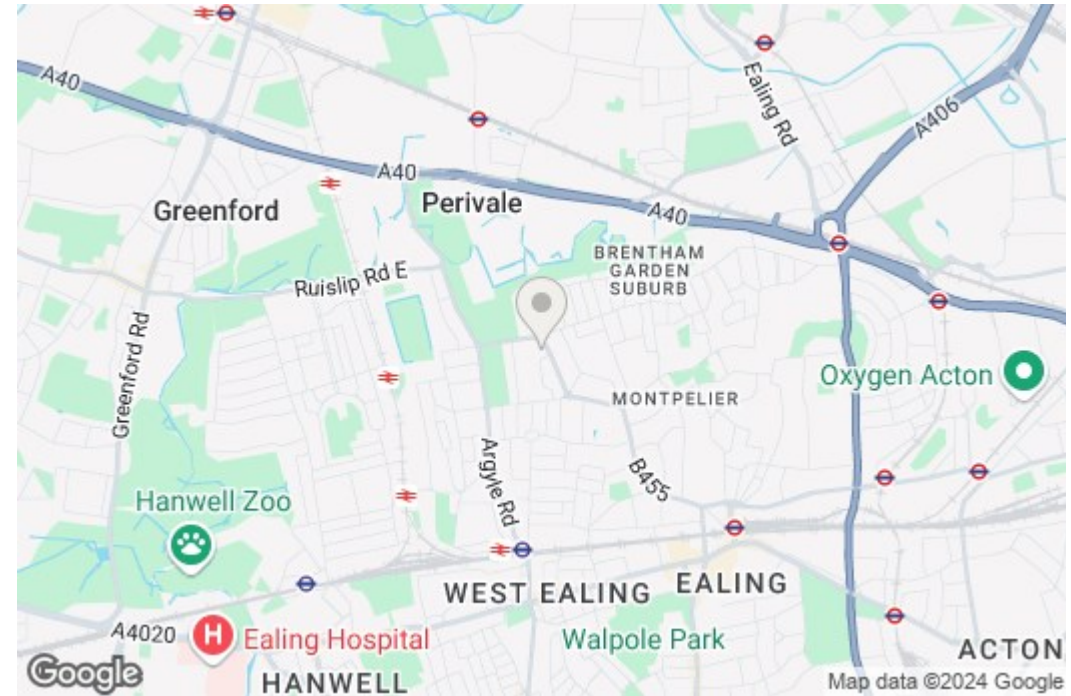 A40
Ealing Rd
A406
A40
Greenford
Perivale
A40
BRENTHAM
GARDEN
SUBURB
Ruislip Rd E
Greenford Rd
Oxygen Acton
MONTPELIER
Argyle Rd
B455
Hanwell Zoo
WEST EALING
EALING
A4020
H
Ealing Hospital
Walpole Park
ACTON
Google
HANWELL
Map data ©2024 Google